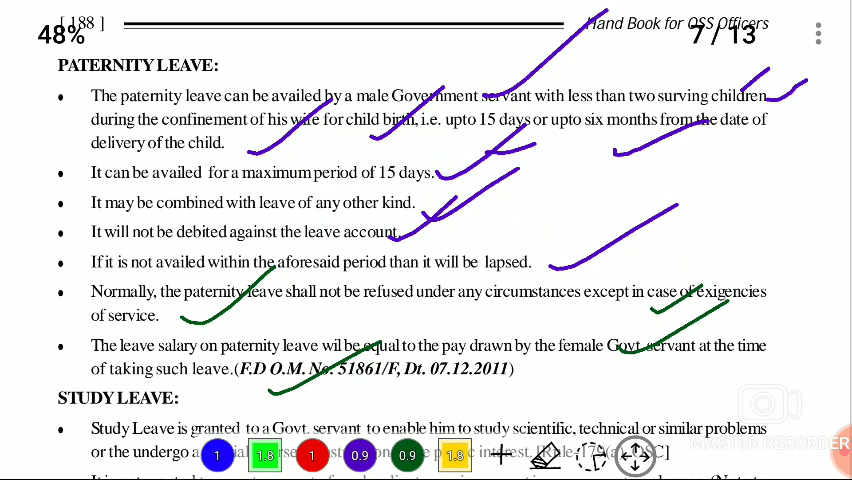 [ 188 ] Hand Book for OSS Officers
48% 7 / 13
PATERNITY LEAVE:
• The paternity leave can be availed by a male Government servant with less than two surving children
during the confinement of his wife for child birth, i.e. upto 15 days or upto six months from the date of
delivery of the child.
• It can be availed for a maximum period of 15 days.
• It may be combined with leave of any other kind.
• It will not be debited against the leave account.
• If it is not availed within the aforesaid period than it will be lapsed.
• Normally, the paternity leave shall not be refused under any circumstances except in case of exigencies
of service.
• The leave salary on paternity leave wil be equal to the pay drawn by the female Govt. servant at the time
of taking such leave.(F.D O.M. No. 51861/F, Dt. 07.12.2011)
STUDY LEAVE:
• Study Leave is granted to a Govt. servant to enable him to study scientific, technical or similar problems
or the undergo a interest. [Rule-179(a) OSC]
1 1.8 1 0.9 0.9 1.8
MASTER RECORDER